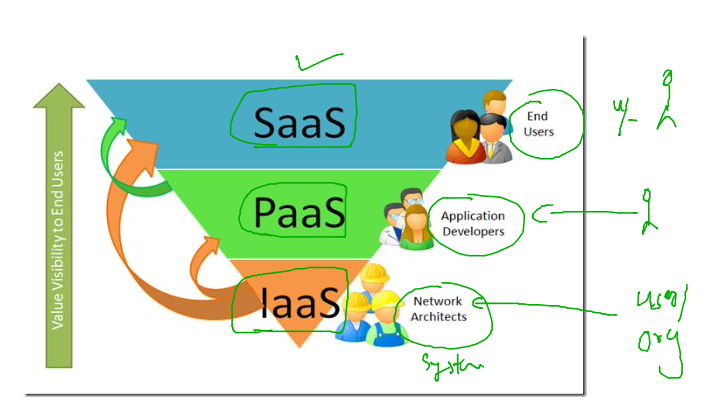 Value Visibility to End Users
SaaS
End
Users
PaaS
Application
Developers
IaaS
Network
Architects
System
user/
org